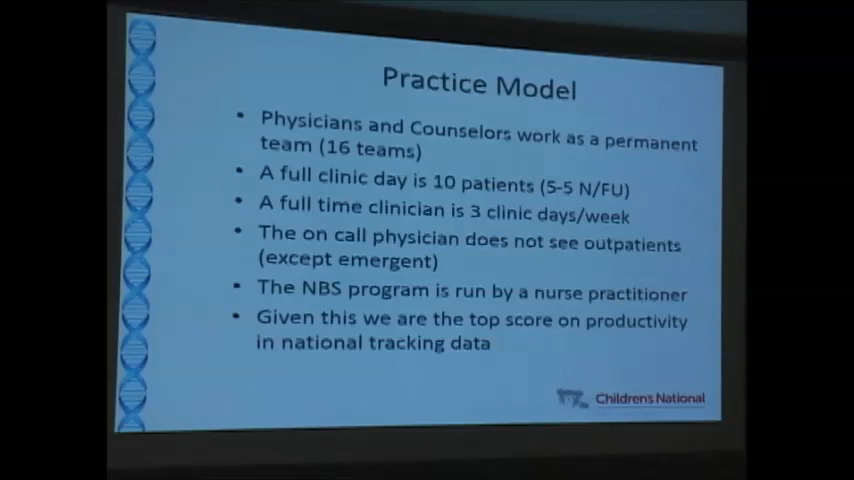 Practice Model
• Physicians and Counselors work as a permanent
team (16 teams)
• A full clinic day is 10 patients (5-5 N/FU)
• A full time clinician is 3 clinic days/week
• The on call physician does not see outpatients
(except emergent)
• The NBS program is run by a nurse practitioner
• Given this we are the top score on productivity
in national tracking data
Children's National